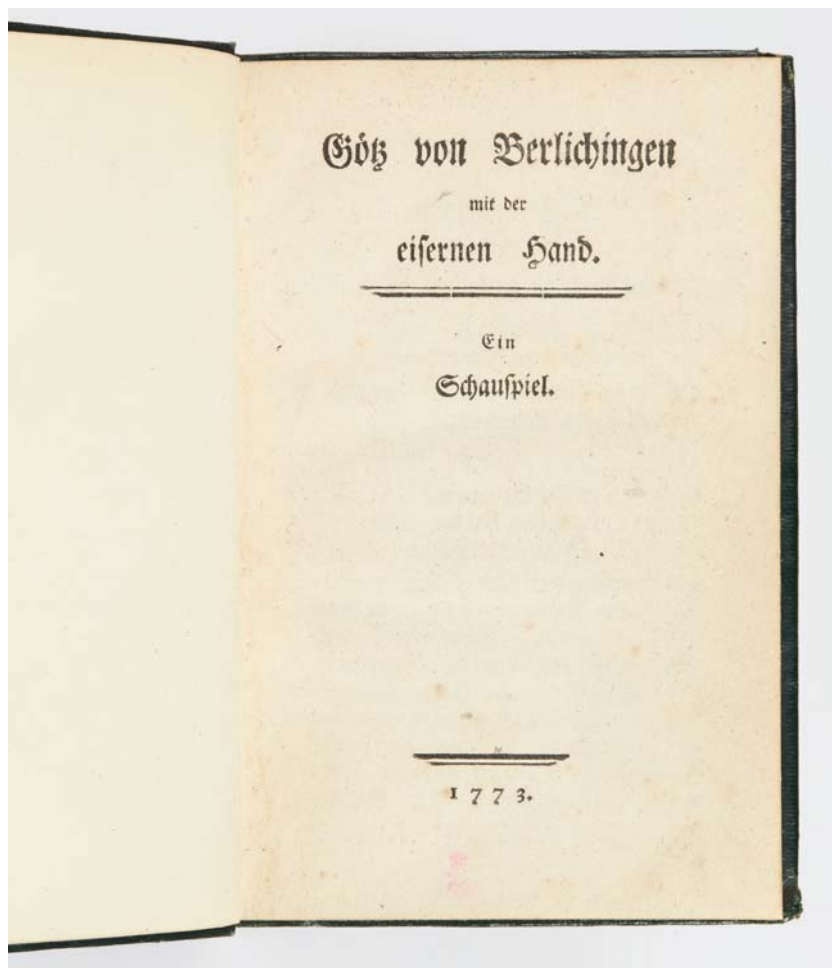 Götz von Berlichingen
mit der
eiſernen Hand.
Ein
Schauſpiel.
1773.